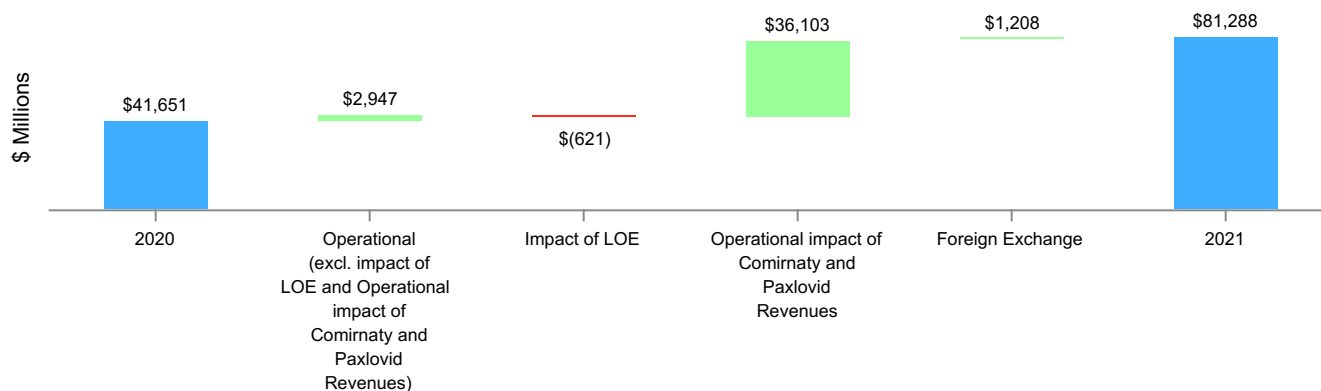 $ Millions
$41,651
$2,947
$(621)
$36,103
$1,208
$81,288
2020
Operational
(excl. impact of
LOE and Operational
impact of
Comirnaty and
Paxlovid
Revenues)
Impact of LOE
Operational impact of
Comirnaty and
Paxlovid
Revenues
Foreign Exchange
2021